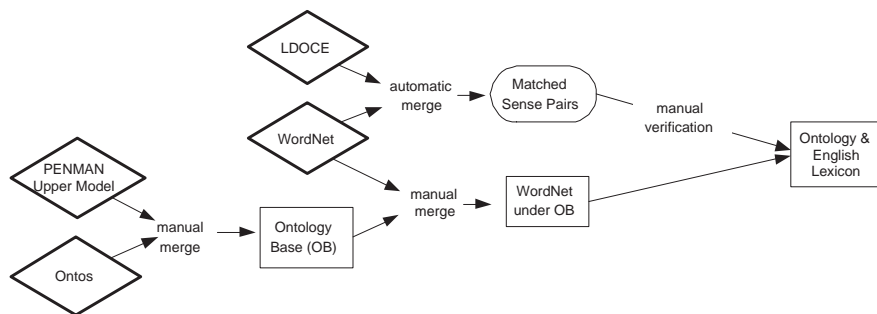 LDOCE
automatic
merge
Matched
Sense Pairs
manual
verification
WordNet
Ontology &
English
Lexicon
PENMAN
Upper Model
manual
merge
WordNet
under OB
manual
merge
Ontology
Base (OB)
Ontos